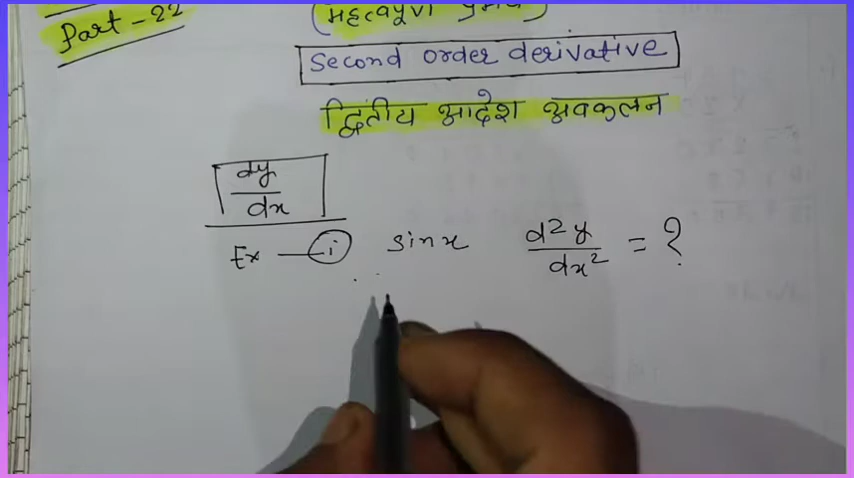 Part - 22
Second order derivative
द्वितीय आदेश अवकलन
dy/dx
Ex — i sinx d²y/dx² = ?